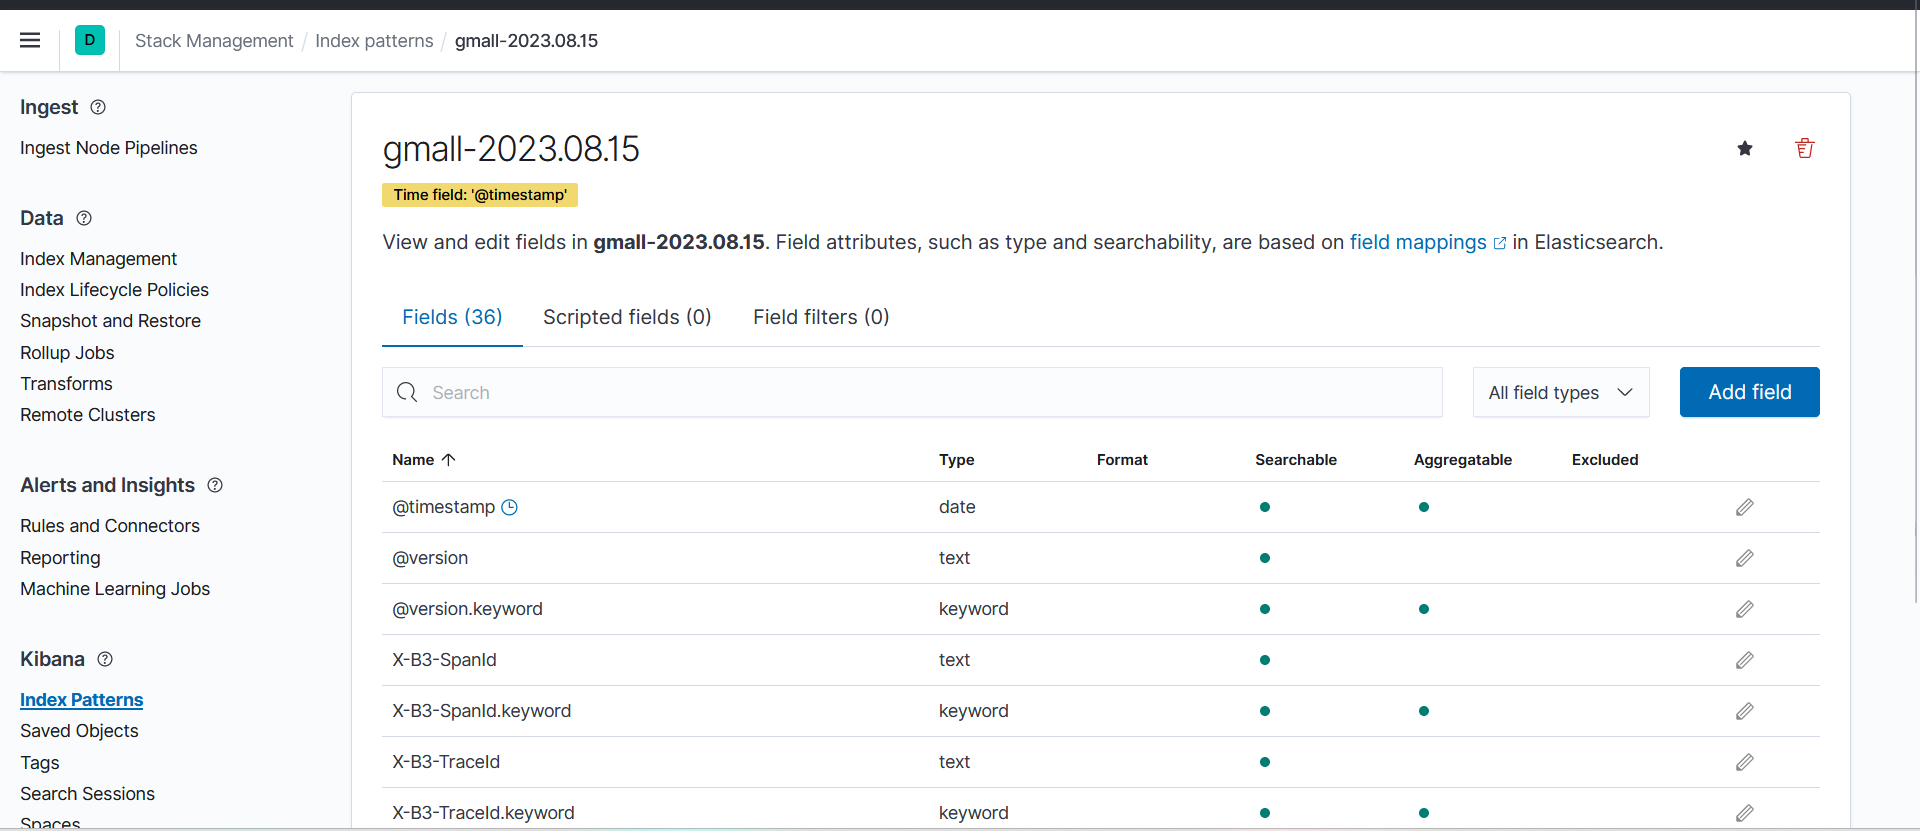 D
Stack Management / Index patterns / gmall-2023.08.15
Ingest
Ingest Node Pipelines
Data
Index Management
Index Lifecycle Policies
Snapshot and Restore
Rollup Jobs
Transforms
Remote Clusters
Alerts and Insights
Rules and Connectors
Reporting
Machine Learning Jobs
Kibana
Index Patterns
Saved Objects
Tags
Search Sessions
Spaces
gmall-2023.08.15
Time field: '@timestamp'
View and edit fields in gmall-2023.08.15. Field attributes, such as type and searchability, are based on field mappings in Elasticsearch.
Fields (36) Scripted fields (0) Field filters (0)
Search All field types Add field
Name Type Format Searchable Aggregatable Excluded
@timestamp date
@version text
@version.keyword keyword
X-B3-SpanId text
X-B3-SpanId.keyword keyword
X-B3-TraceId text
X-B3-TraceId.keyword keyword